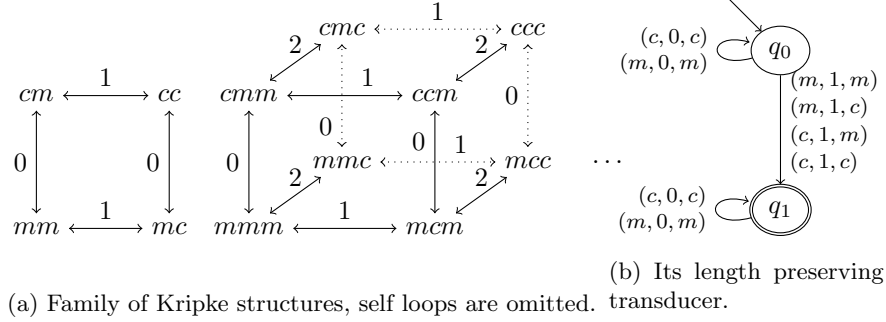 cmc 1 ccc
2 2
cm 1 cc cmm 1 ccm
0 0 0 0 0 0
mmc 1 mcc ...
2 2
mm 1 mc mmm 1 mcm
(a) Family of Kripke structures, self loops are omitted.
(c, 0, c)
(m, 0, m)
q0
(m, 1, m)
(m, 1, c)
(c, 1, m)
(c, 1, c)
(c, 0, c)
(m, 0, m)
q1
(b) Its length preserving
transducer.